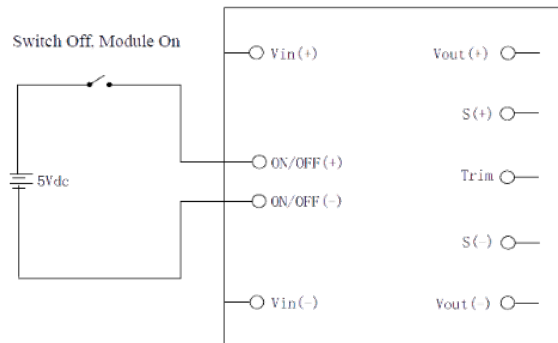 Switch Off, Module On
Vin(+)
Vout(+)
S(+)
ON/OFF(+)
5Vdc
Trim
ON/OFF(-)
S(-)
Vin(-)
Vout(-)